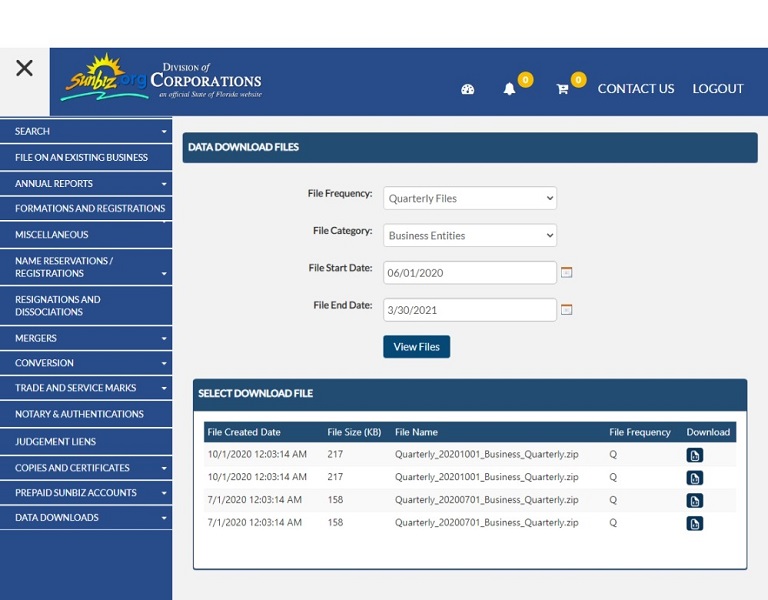 Sunbiz.org
Division of
CORPORATIONS
an official State of Florida website
0
0
CONTACT US
LOGOUT
SEARCH
FILE ON AN EXISTING BUSINESS
ANNUAL REPORTS
FORMATIONS AND REGISTRATIONS
MISCELLANEOUS
NAME RESERVATIONS /
REGISTRATIONS
RESIGNATIONS AND
DISSOCIATIONS
MERGERS
CONVERSION
TRADE AND SERVICE MARKS
NOTARY & AUTHENTICATIONS
JUDGEMENT LIENS
COPIES AND CERTIFICATES
PREPAID SUNBIZ ACCOUNTS
DATA DOWNLOADS
DATA DOWNLOAD FILES
File Frequency: Quarterly Files
File Category: Business Entities
File Start Date: 06/01/2020
File End Date: 3/30/2021
View Files
SELECT DOWNLOAD FILE
File Created Date File Size (KB) File Name File Frequency Download
10/1/2020 12:03:14 AM 217 Quarterly_20201001_Business_Quarterly.zip Q
10/1/2020 12:03:14 AM 217 Quarterly_20201001_Business_Quarterly.zip Q
7/1/2020 12:03:14 AM 158 Quarterly_20200701_Business_Quarterly.zip Q
7/1/2020 12:03:14 AM 158 Quarterly_20200701_Business_Quarterly.zip Q